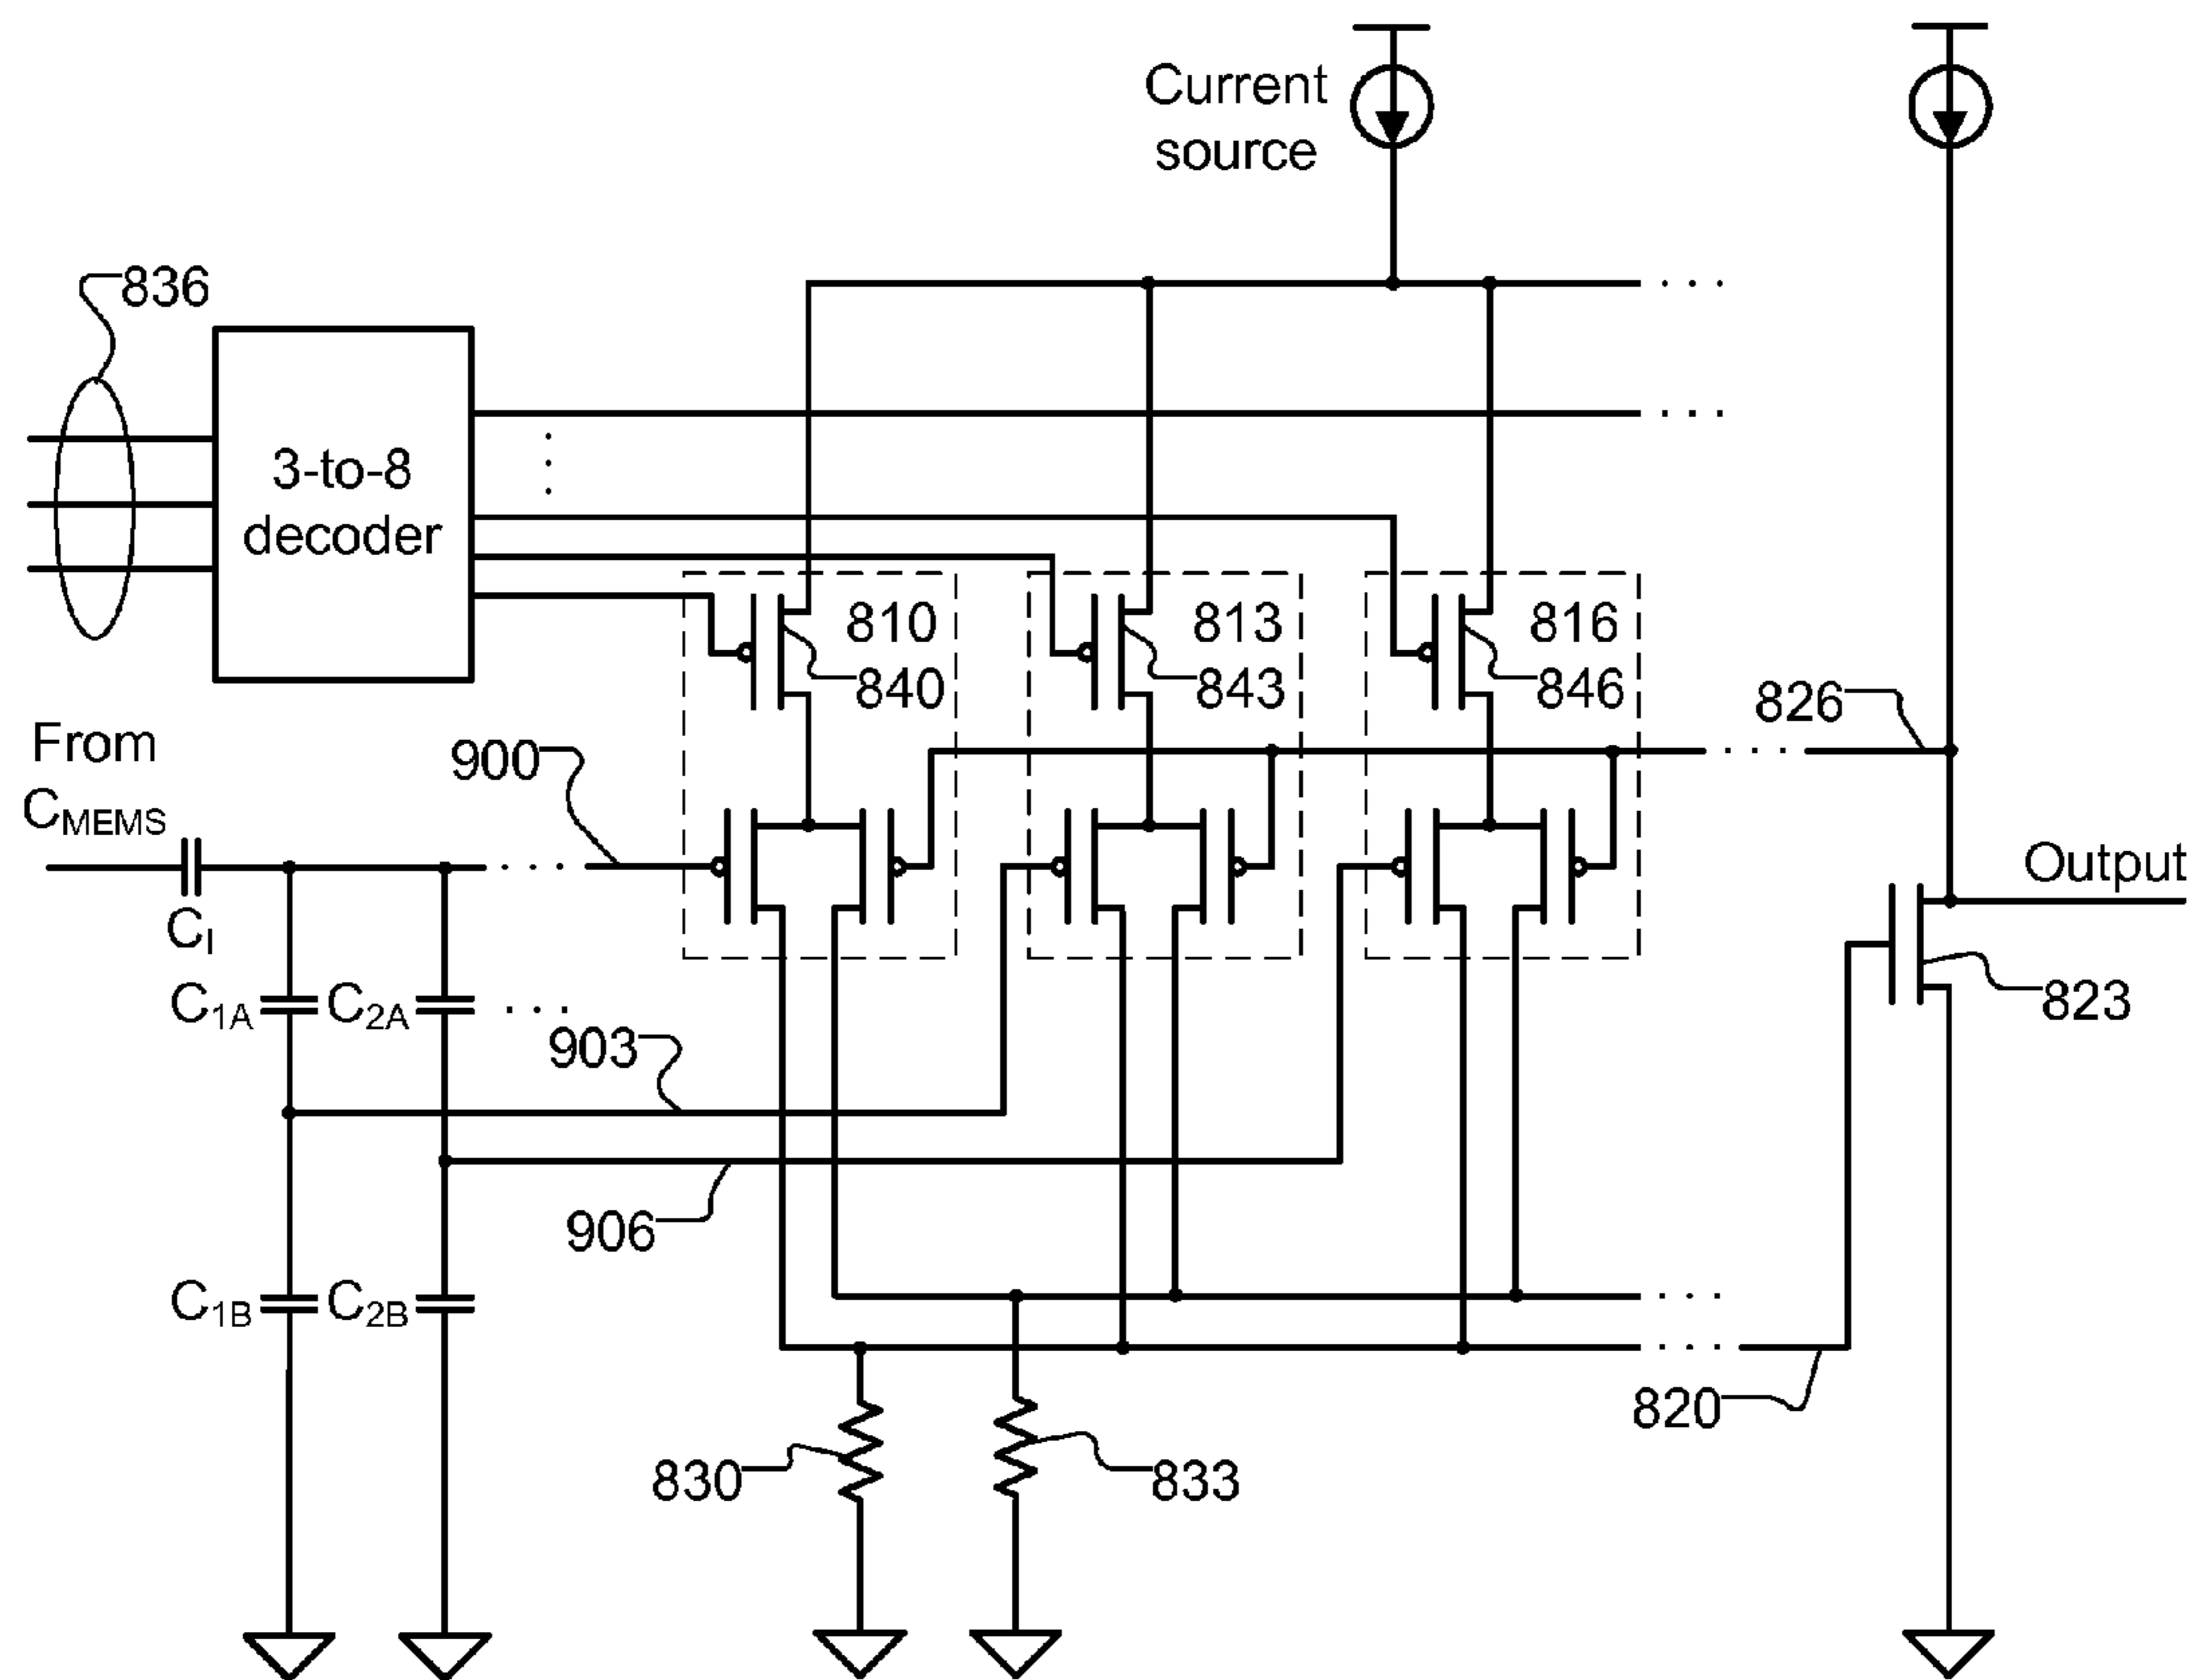 Current
source
836
3-to-8
decoder
810
813
816
840
843
846
826
From
C_MEMS
900
Output
C_I
C_1A
C_2A
823
903
906
C_1B
C_2B
820
830
833